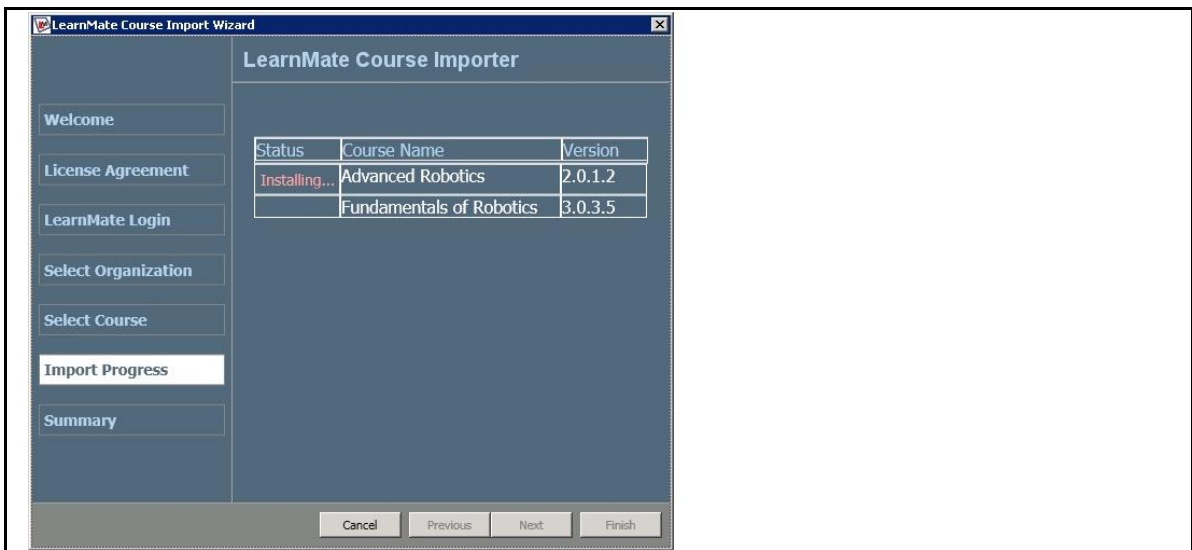 LearnMate Course Import Wizard
LearnMate Course Importer
Welcome
License Agreement
LearnMate Login
Select Organization
Select Course
Import Progress
Summary
Status Course Name Version
Installing... Advanced Robotics 2.0.1.2
Fundamentals of Robotics 3.0.3.5
Cancel Previous Next Finish